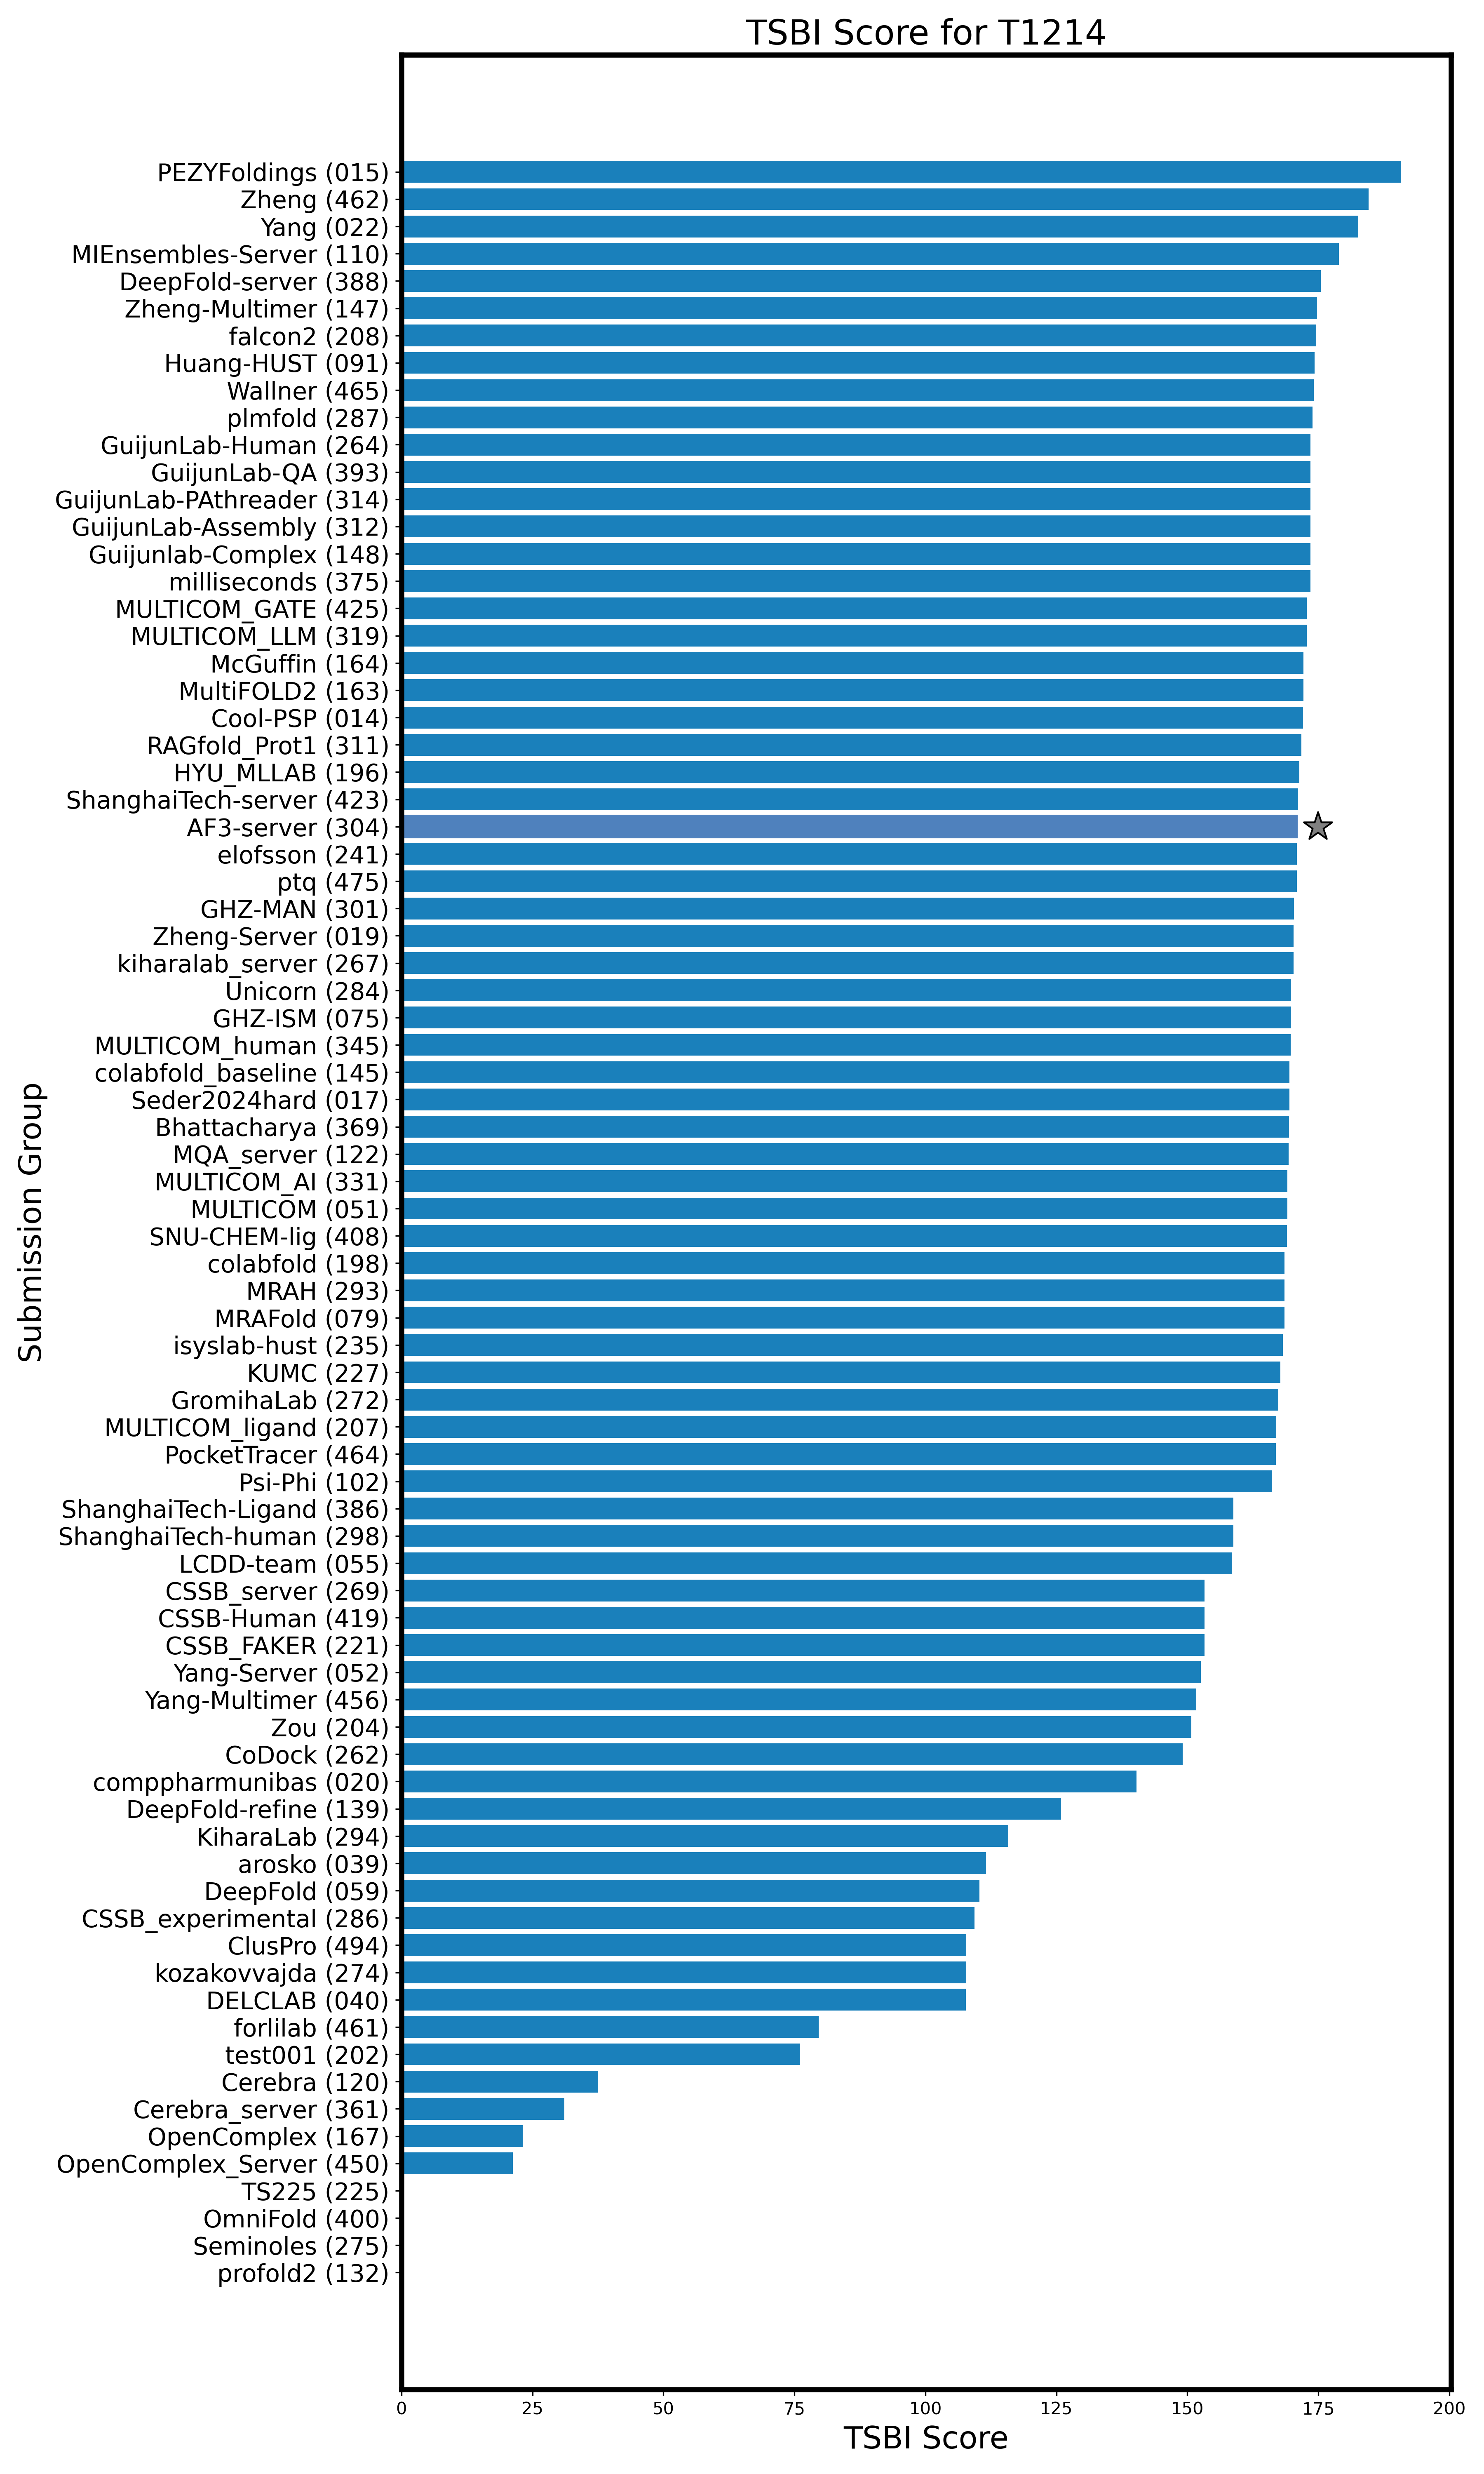 TSBI Score for T1214
PEZYFoldings (015)
Zheng (462)
Yang (022)
MIEnsembles-Server (110)
DeepFold-server (388)
Zheng-Multimer (147)
falcon2 (208)
Huang-HUST (091)
Wallner (465)
plmfold (287)
GuijunLab-Human (264)
GuijunLab-QA (393)
GuijunLab-PAthreader (314)
GuijunLab-Assembly (312)
Guijunlab-Complex (148)
milliseconds (375)
MULTICOM_GATE (425)
MULTICOM_LLM (319)
McGuffin (164)
MultiFOLD2 (163)
Cool-PSP (014)
RAGfold_Prot1 (311)
HYU_MLLAB (196)
ShanghaiTech-server (423)
AF3-server (304)
elofsson (241)
ptq (475)
GHZ-MAN (301)
Zheng-Server (019)
kiharalab_server (267)
Unicorn (284)
GHZ-ISM (075)
MULTICOM_human (345)
colabfold_baseline (145)
Seder2024hard (017)
Bhattacharya (369)
MQA_server (122)
MULTICOM_AI (331)
MULTICOM (051)
SNU-CHEM-lig (408)
colabfold (198)
MRAH (293)
MRAFold (079)
isyslab-hust (235)
KUMC (227)
GromihaLab (272)
MULTICOM_ligand (207)
PocketTracer (464)
Psi-Phi (102)
ShanghaiTech-Ligand (386)
ShanghaiTech-human (298)
LCDD-team (055)
CSSB_server (269)
CSSB-Human (419)
CSSB_FAKER (221)
Yang-Server (052)
Yang-Multimer (456)
Zou (204)
CoDock (262)
comppharmunibas (020)
DeepFold-refine (139)
KiharaLab (294)
arosko (039)
DeepFold (059)
CSSB_experimental (286)
ClusPro (494)
kozakovvajda (274)
DELCLAB (040)
forlilab (461)
test001 (202)
Cerebra (120)
Cerebra_server (361)
OpenComplex (167)
OpenComplex_Server (450)
TS225 (225)
OmniFold (400)
Seminoles (275)
profold2 (132)
Submission Group
0 25 50 75 100 125 150 175 200
TSBI Score